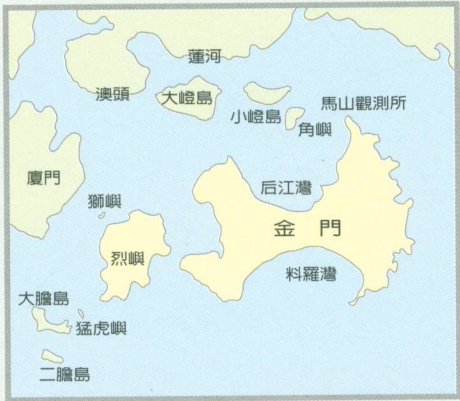 蓮河
澳頭
大嶝島
小嶝島
角嶼
馬山觀測所
廈門
后江灣
獅嶼
金門
烈嶼
料羅灣
大膽島
猛虎嶼
二膽島